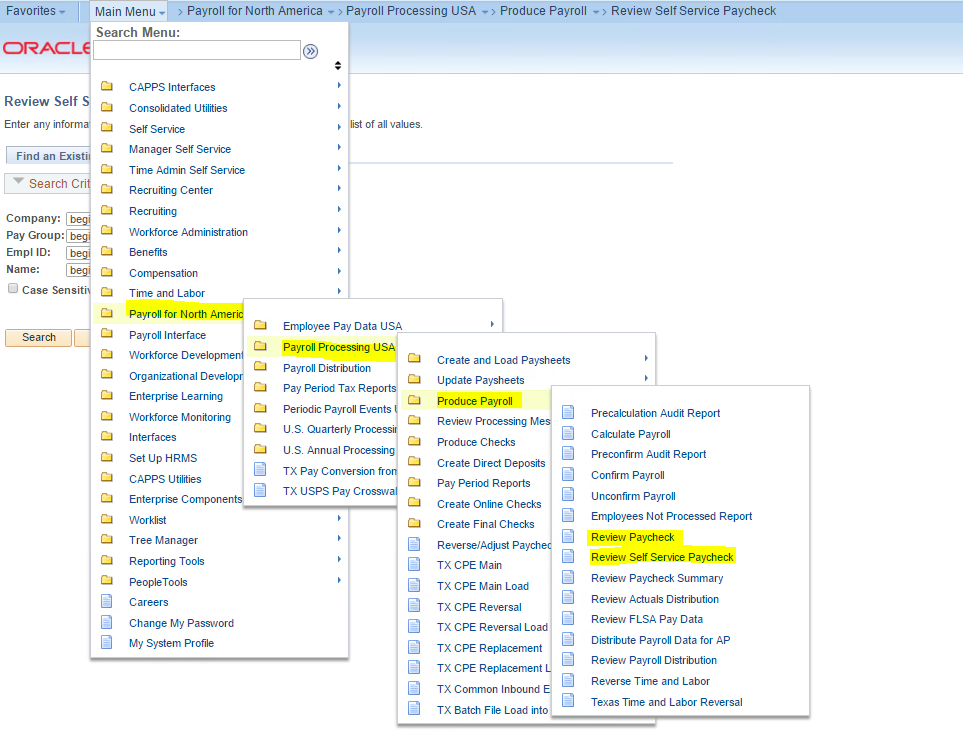 Favorites
Main Menu > Payroll for North America > Payroll Processing USA > Produce Payroll > Review Self Service Paycheck
Search Menu:
ORACLE
Review Self S
Enter any informa
list of all values.
Find an Existi
Search Crit
Company: begi
Pay Group: begi
Empl ID: begi
Name: begi
Case Sensitiv
Search
CAPPS Interfaces
Consolidated Utilities
Self Service
Manager Self Service
Time Admin Self Service
Recruiting Center
Recruiting
Workforce Administration
Benefits
Compensation
Time and Labor
Payroll for North Americ
Payroll Interface
Workforce Development
Organizational Develop
Enterprise Learning
Workforce Monitoring
Interfaces
Set Up HRMS
CAPPS Utilities
Enterprise Components
Worklist
Tree Manager
Reporting Tools
PeopleTools
Careers
Change My Password
My System Profile
Employee Pay Data USA
Payroll Processing USA
Payroll Distribution
Pay Period Tax Reports
Periodic Payroll Events U
U.S. Quarterly Processin
U.S. Annual Processing
TX Pay Conversion from
TX USPS Pay Crosswal
Create and Load Paysheets
Update Paysheets
Produce Payroll
Review Processing Mes
Produce Checks
Create Direct Deposits
Pay Period Reports
Create Online Checks
Create Final Checks
Reverse/Adjust Paychec
TX CPE Main
TX CPE Main Load
TX CPE Reversal
TX CPE Reversal Load
TX CPE Replacement
TX CPE Replacement L
TX Common Inbound E
TX Batch File Load into
Precalculation Audit Report
Calculate Payroll
Preconfirm Audit Report
Confirm Payroll
Unconfirm Payroll
Employees Not Processed Report
Review Paycheck
Review Self Service Paycheck
Review Paycheck Summary
Review Actuals Distribution
Review FLSA Pay Data
Distribute Payroll Data for AP
Review Payroll Distribution
Reverse Time and Labor
Texas Time and Labor Reversal